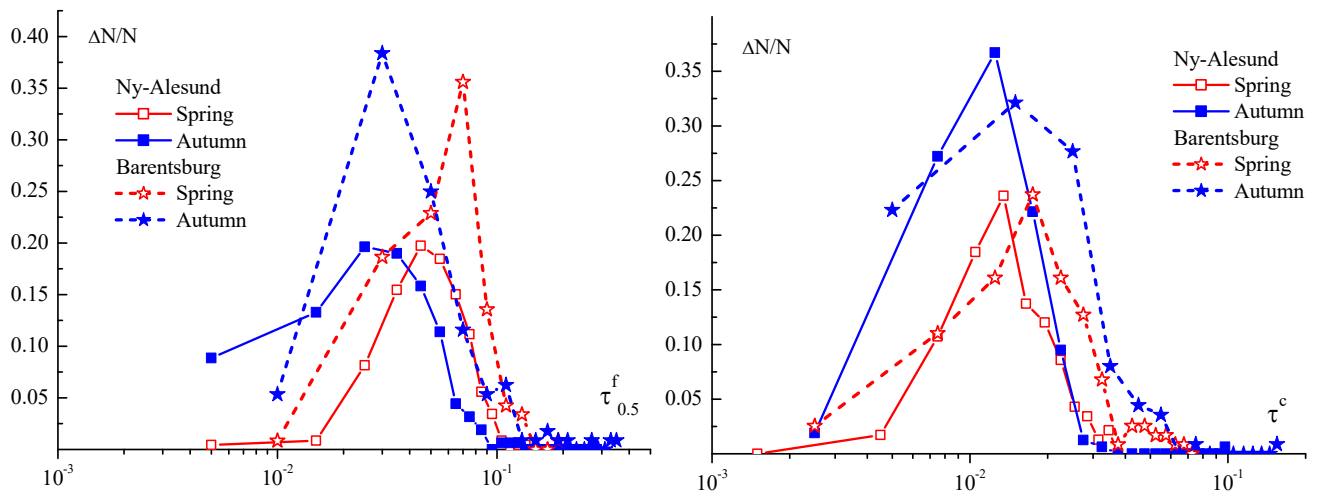 ΔN/N
0.40
0.35
0.30
0.25
0.20
0.15
0.10
0.05
Ny-Alesund
Spring
Autumn
Barentsburg
Spring
Autumn
τ^f_0.5
10^-3
10^-2
10^-1
ΔN/N
0.35
0.30
0.25
0.20
0.15
0.10
0.05
0.00
Ny-Alesund
Spring
Autumn
Barentsburg
Spring
Autumn
τ^c
10^-3
10^-2
10^-1